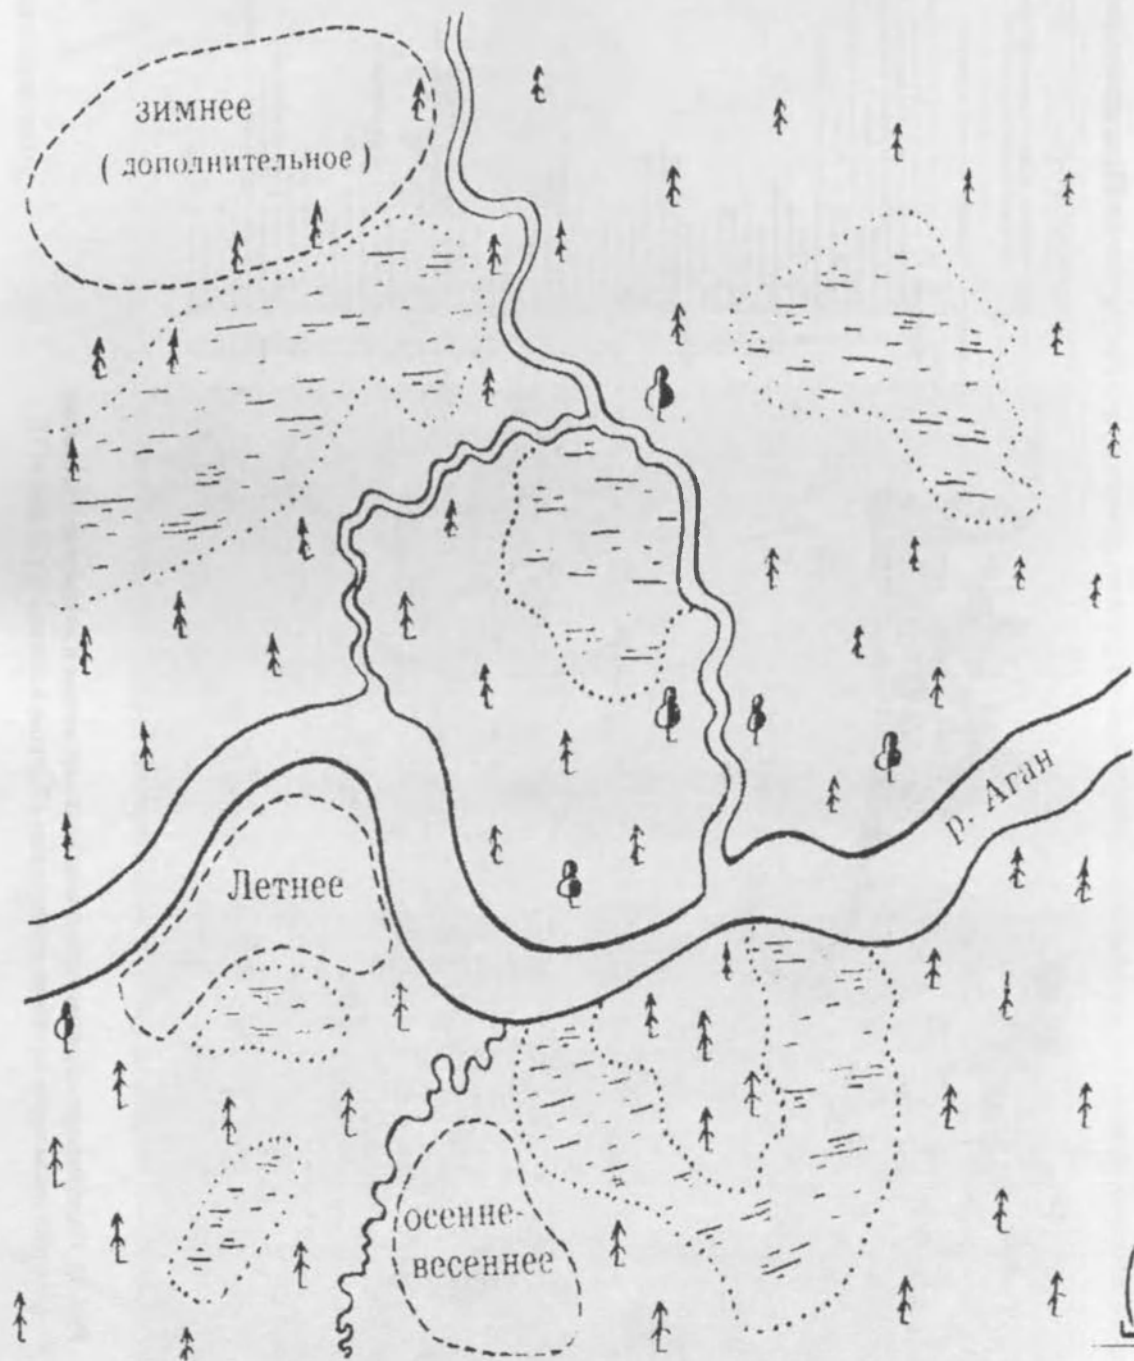 зимнее
( дополнительное )
р. Аган
Летнее
осенне-
весеннее